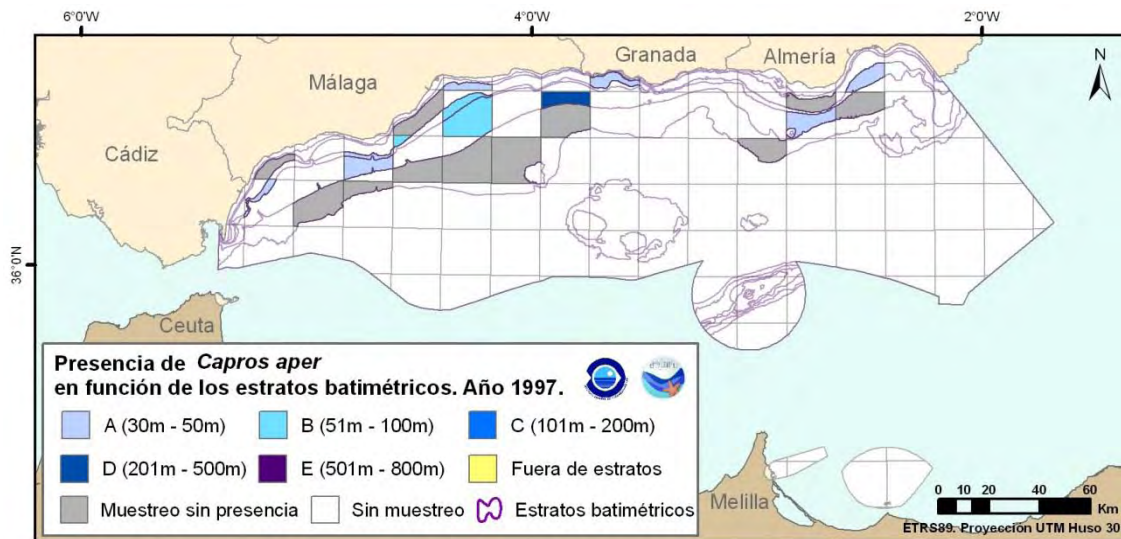 6°0'W
4°0'W
2°0'W
Granada
Almería
N
Málaga
Cádiz
36°0'N
Ceuta
Presencia de Capros aper
en función de los estratos batimétricos. Año 1997.
A (30m - 50m)
B (51m - 100m)
C (101m - 200m)
D (201m - 500m)
E (501m - 800m)
Fuera de estratos
Muestreo sin presencia
Sin muestreo
Estratos batimétricos
Melilla
0 10 20 40 60
Km
ETRS89. Proyección UTM Huso 30